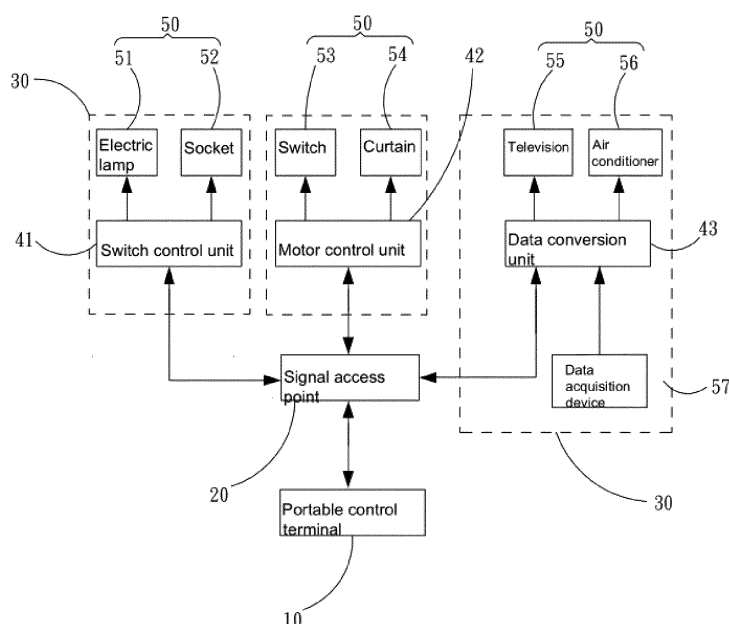 50
50
50
51
52
53
54
42
55
56
30
Electric
lamp
Socket
Switch
Curtain
Television
Air
conditioner
41
Switch control unit
Motor control unit
Data conversion
unit
43
Signal access
point
Data
acquisition
device
57
20
30
Portable control
terminal
10